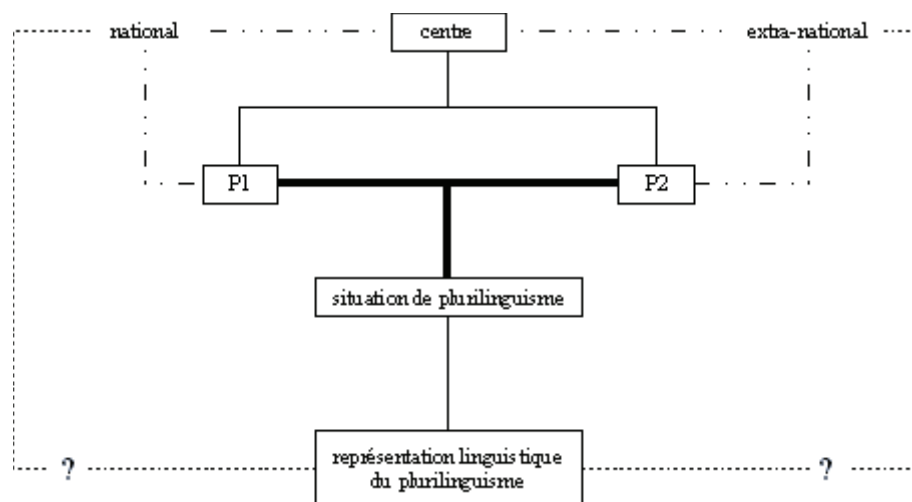 national
centre
extra-national
P1
P2
situation de plurilinguisme
?
représentation linguistique
du plurilinguisme
?